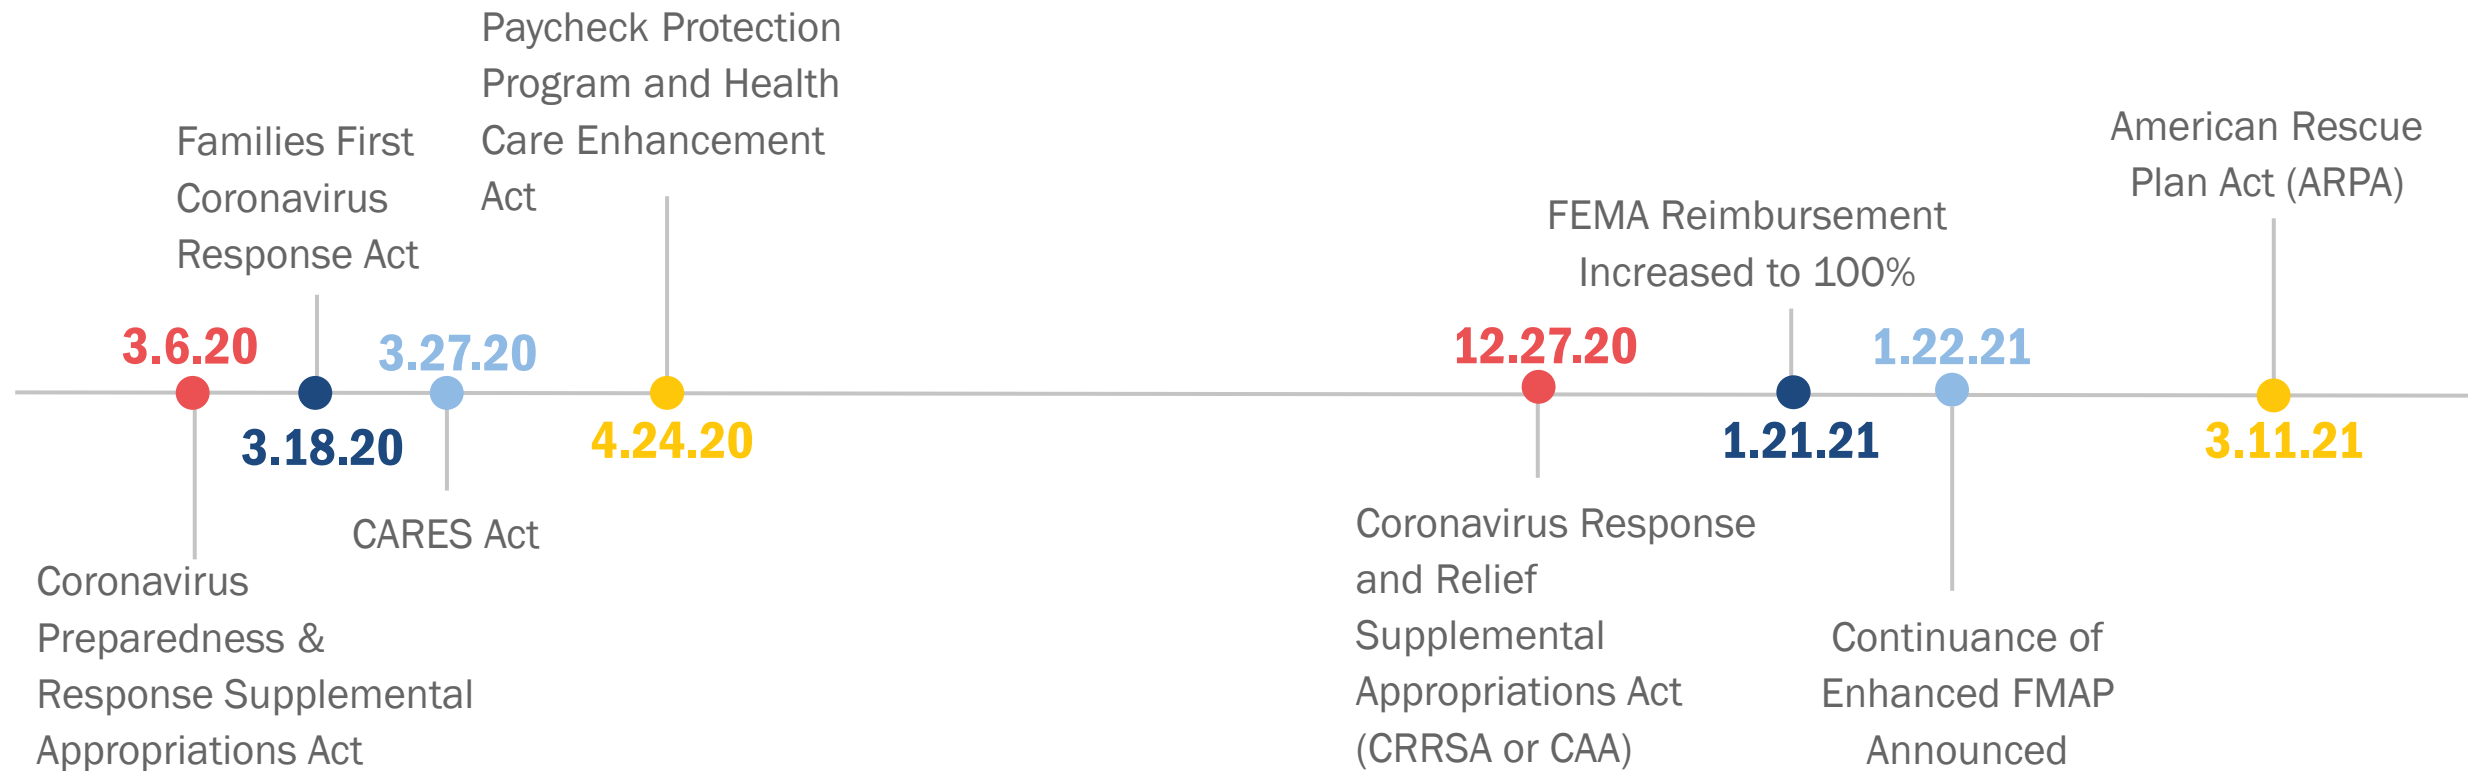 Paycheck Protection
Program and Health
Care Enhancement
Act
Families First
Coronavirus
Response Act
American Rescue
Plan Act (ARPA)
FEMA Reimbursement
Increased to 100%
3.6.20
3.27.20
12.27.20
1.22.21
3.18.20
4.24.20
1.21.21
3.11.21
CARES Act
Coronavirus
Preparedness &
Response Supplemental
Appropriations Act
Coronavirus Response
and Relief
Supplemental
Appropriations Act
(CRRSA or CAA)
Continuance of
Enhanced FMAP
Announced